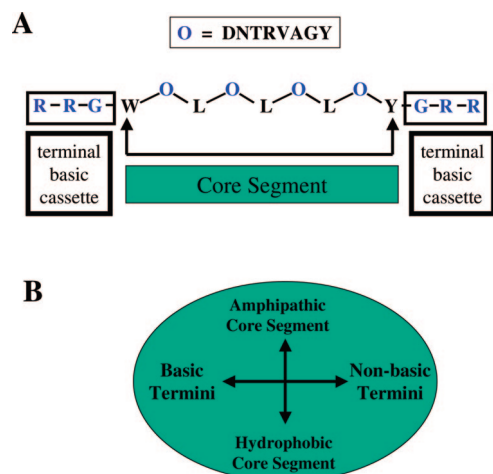 A
O = DNTRVAGY
R-R-G-W-O-L-O-L-O-L-O-Y-G-R-R
terminal basic cassette
Core Segment
terminal basic cassette
B
Amphipathic
Core Segment
Basic
Termini
Non-basic
Termini
Hydrophobic
Core Segment